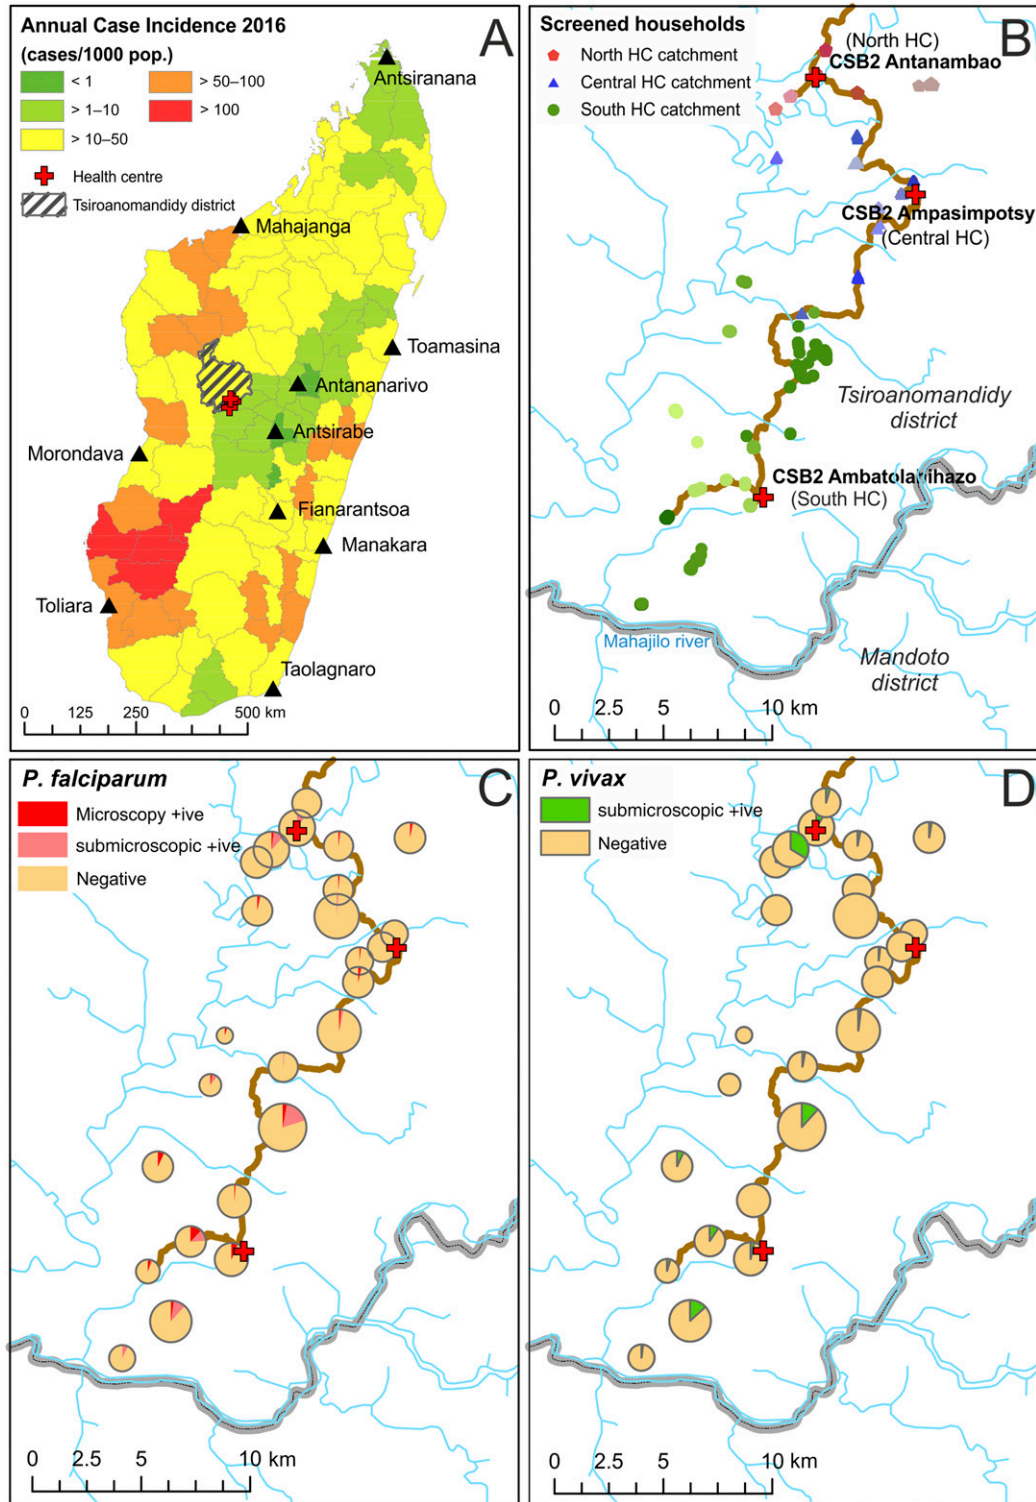 A
Annual Case Incidence 2016
(cases/1000 pop.)
< 1
> 50–100
> 1–10
> 100
> 10–50
Health centre
Tsiroanomandidy district
Antsiranana
Mahajanga
Toamasina
Antananarivo
Antsirabe
Morondava
Fianarantsoa
Manakara
Toliara
Taolagnaro
0 125 250 500 km
B
Screened households
North HC catchment
Central HC catchment
South HC catchment
(North HC)
CSB2 Antanambao
CSB2 Ampasimpotsy
(Central HC)
Tsiroanomandidy
district
CSB2 Ambatolapihazo
(South HC)
Mahajilo river
Mandoto
district
0 2.5 5 10 km
C
P. falciparum
Microscopy +ive
submicroscopic +ive
Negative
0 2.5 5 10 km
D
P. vivax
submicroscopic +ive
Negative
0 2.5 5 10 km